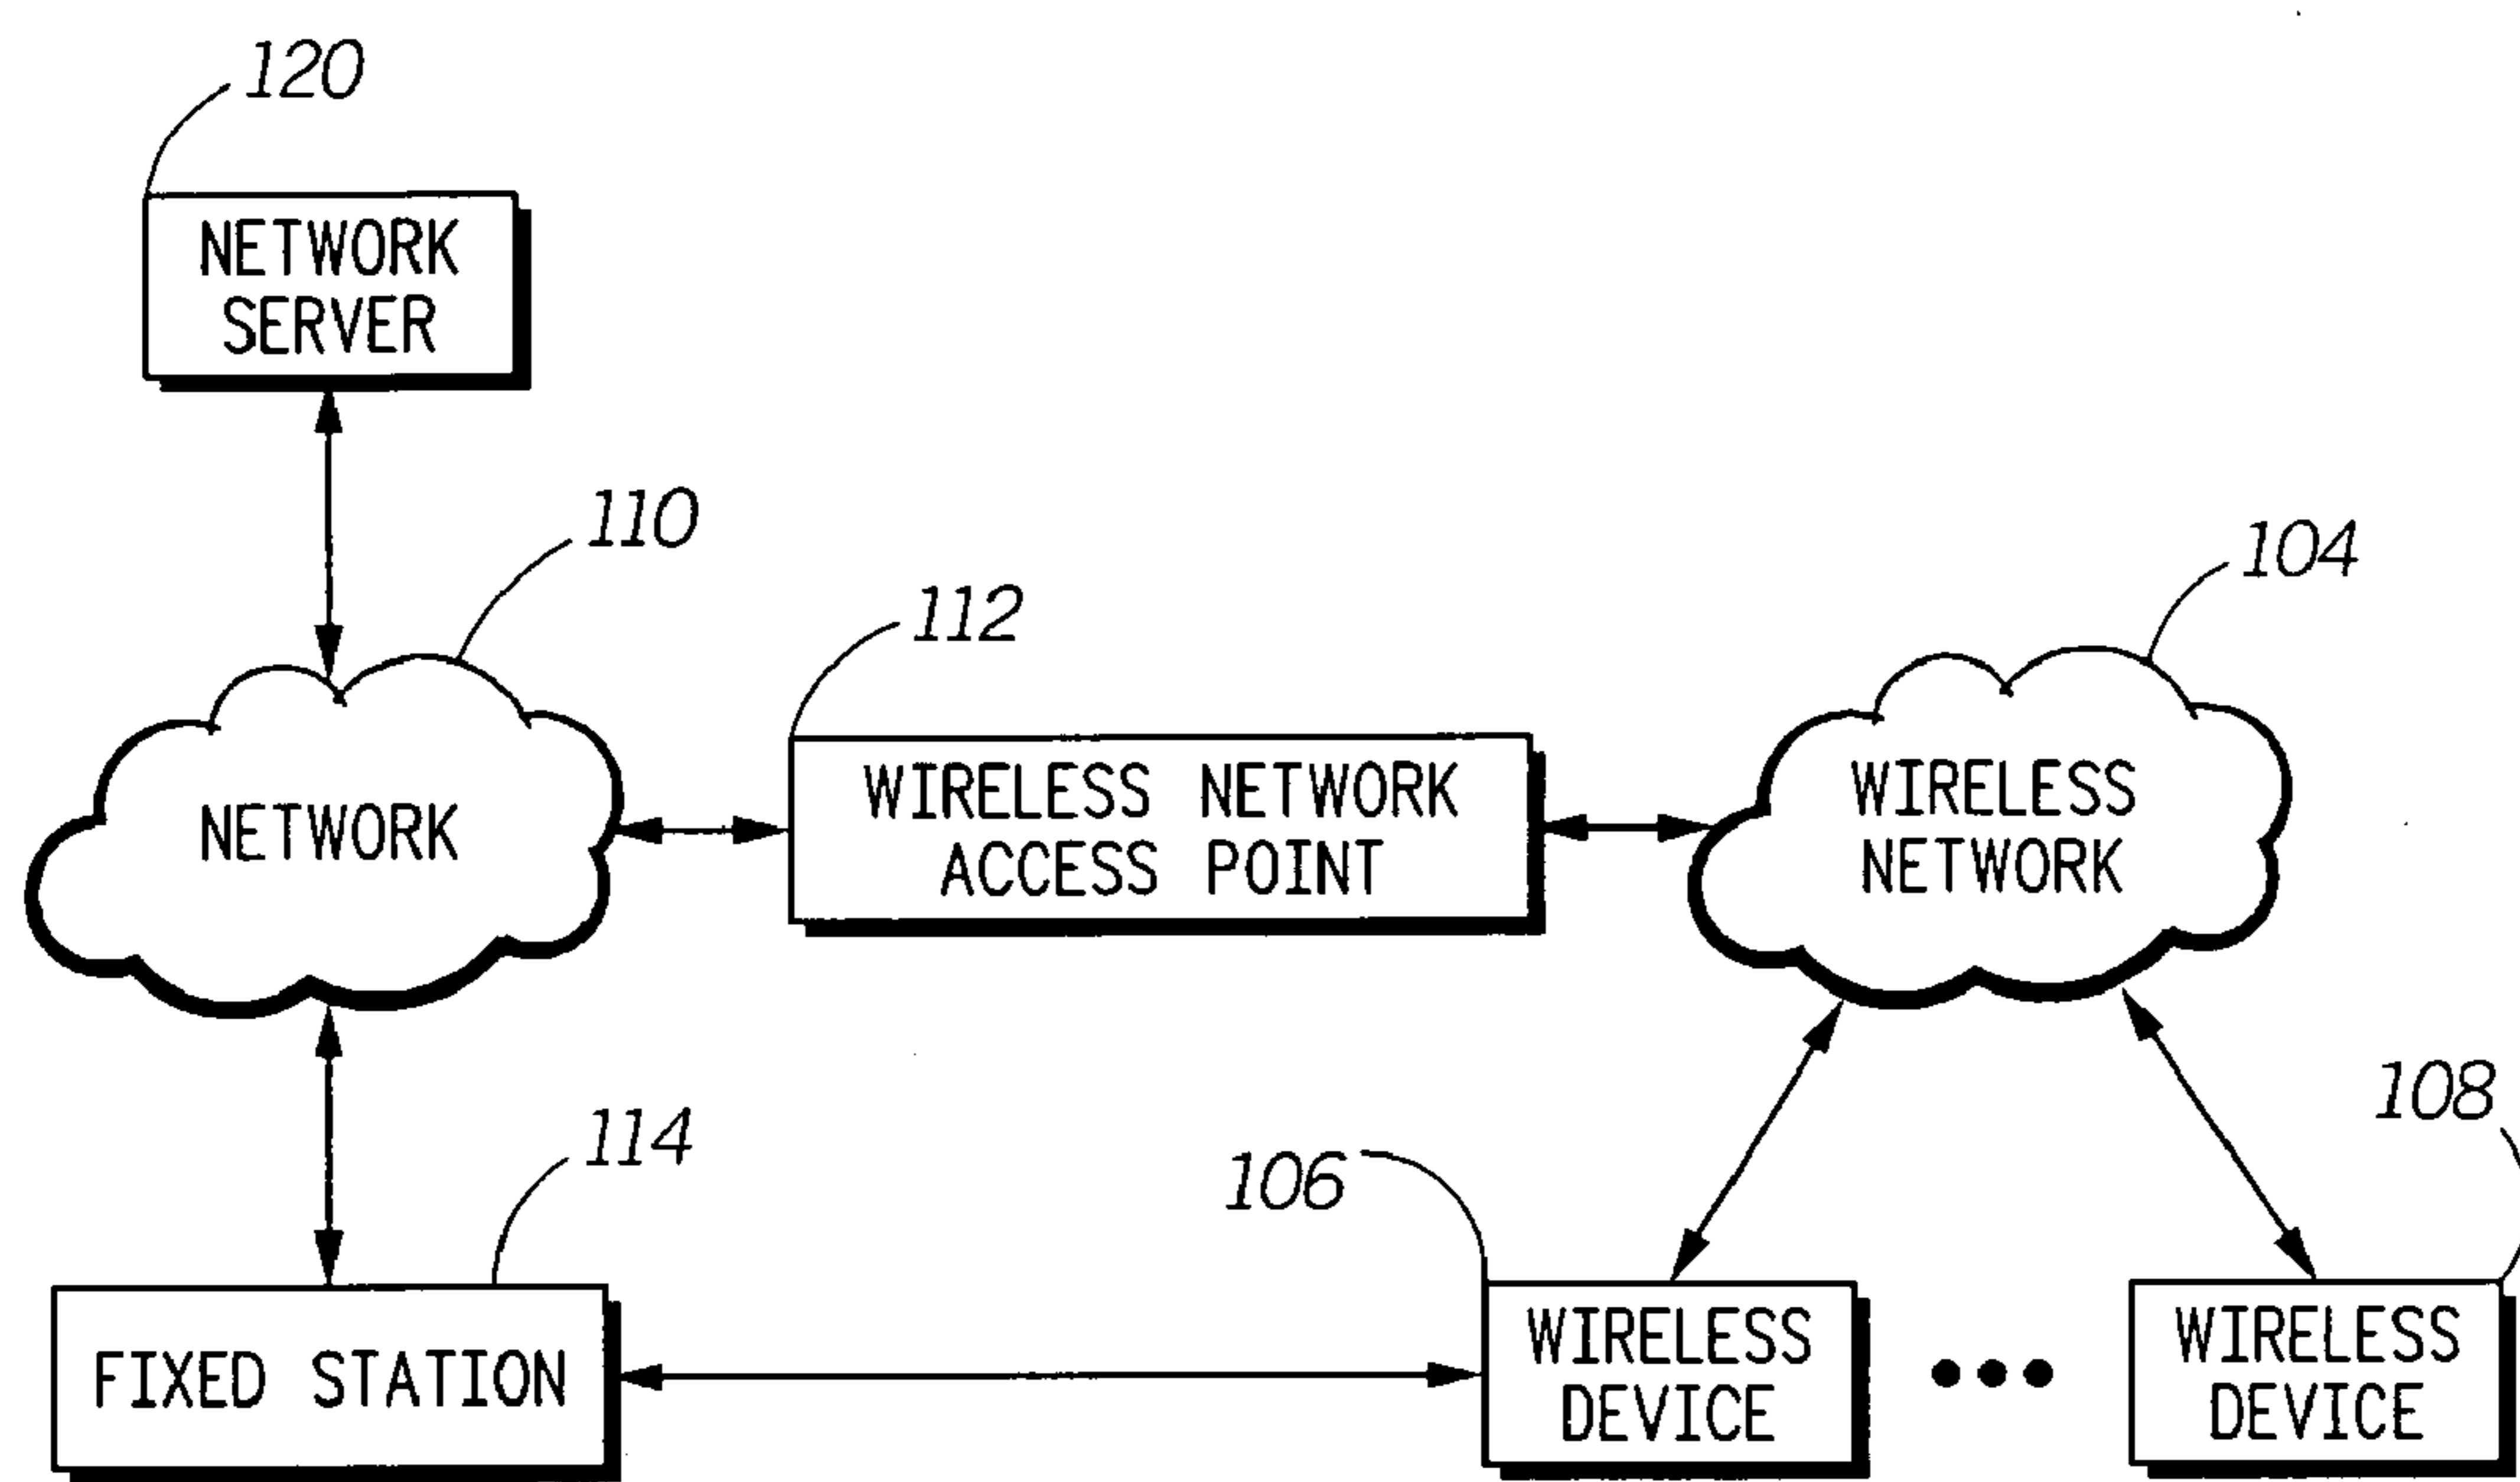 120
NETWORK
SERVER
110
112
104
NETWORK
WIRELESS NETWORK
ACCESS POINT
WIRELESS
NETWORK
114
106
108
FIXED STATION
WIRELESS
DEVICE
WIRELESS
DEVICE